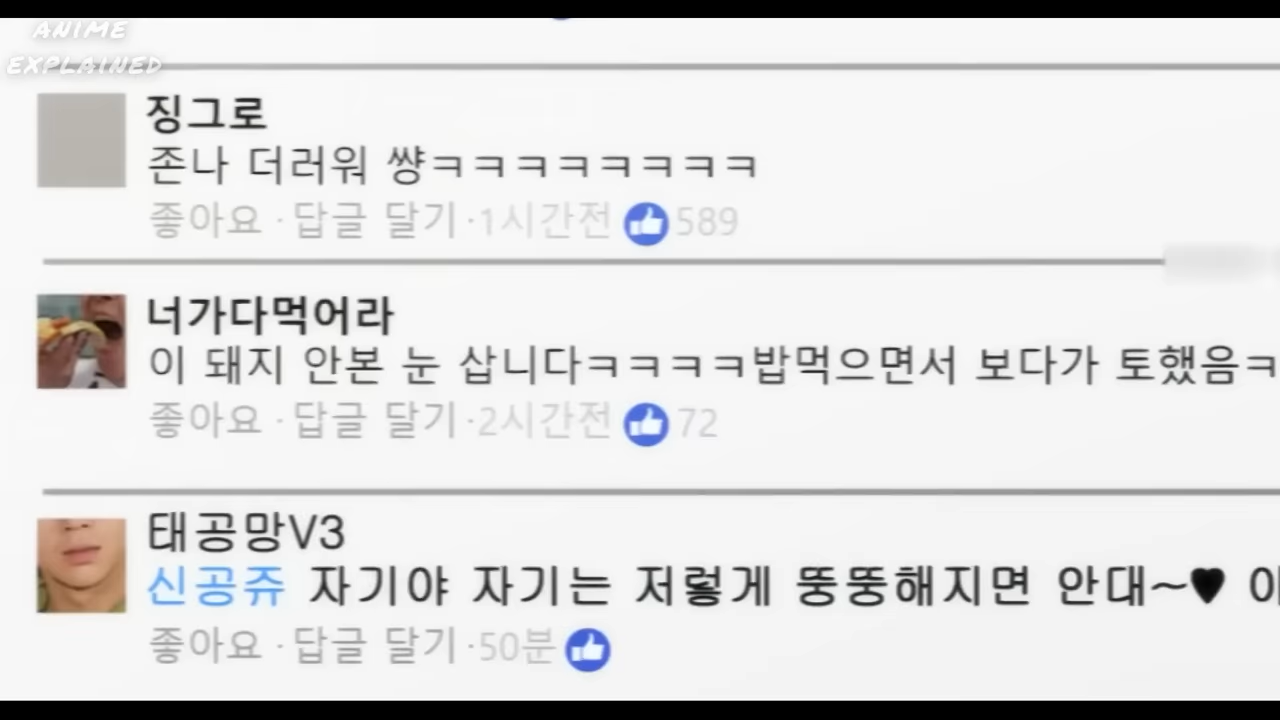 ANIME
EXPLAINED
징그로
존나 더러워 썅ㅋㅋㅋㅋㅋㅋㅋㅋ
좋아요 · 답글 달기 · 1시간전 589
너가다먹어라
이 돼지 안본 눈 삽니다ㅋㅋㅋㅋ밥먹으면서 보다가 토했음ㅋ
좋아요 · 답글 달기 · 2시간전 72
태공망V3
신공쥬 자기야 자기는 저렇게 뚱뚱해지면 안대~♥
좋아요 · 답글 달기 · 50분